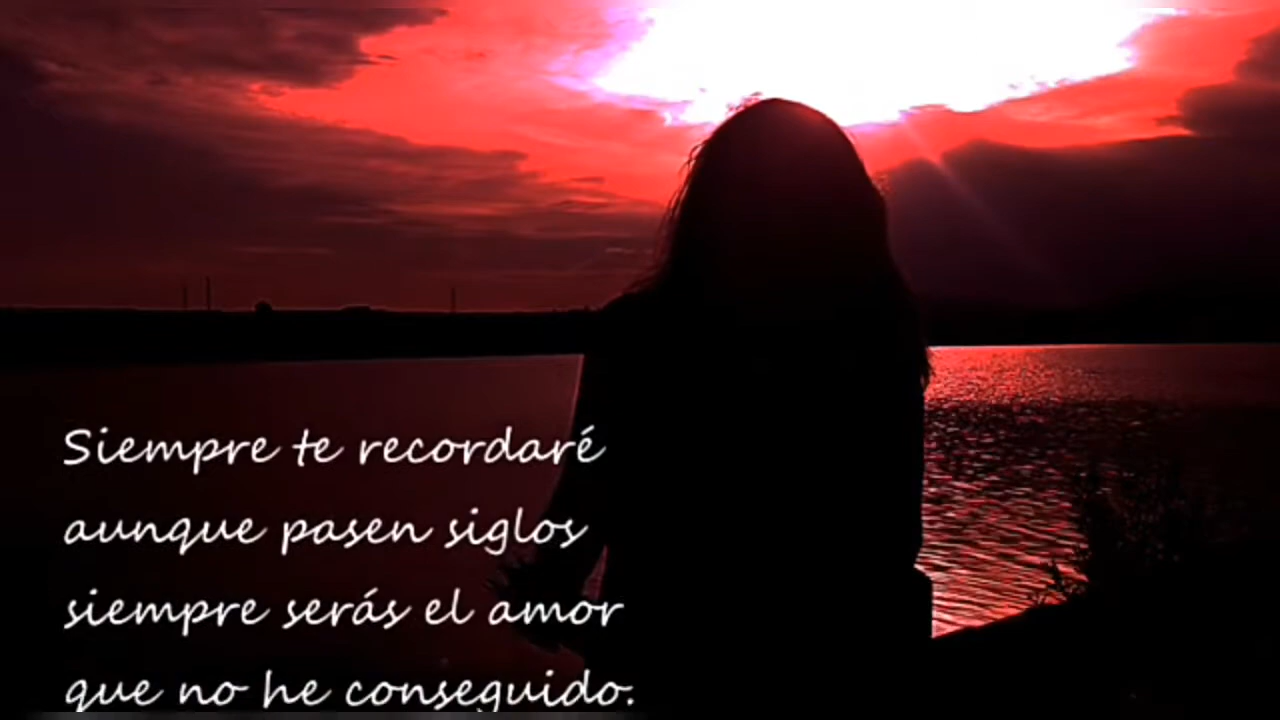 Siempre te recordaré
aunque pasen siglos
siempre serás el amor
que no he conseguido.